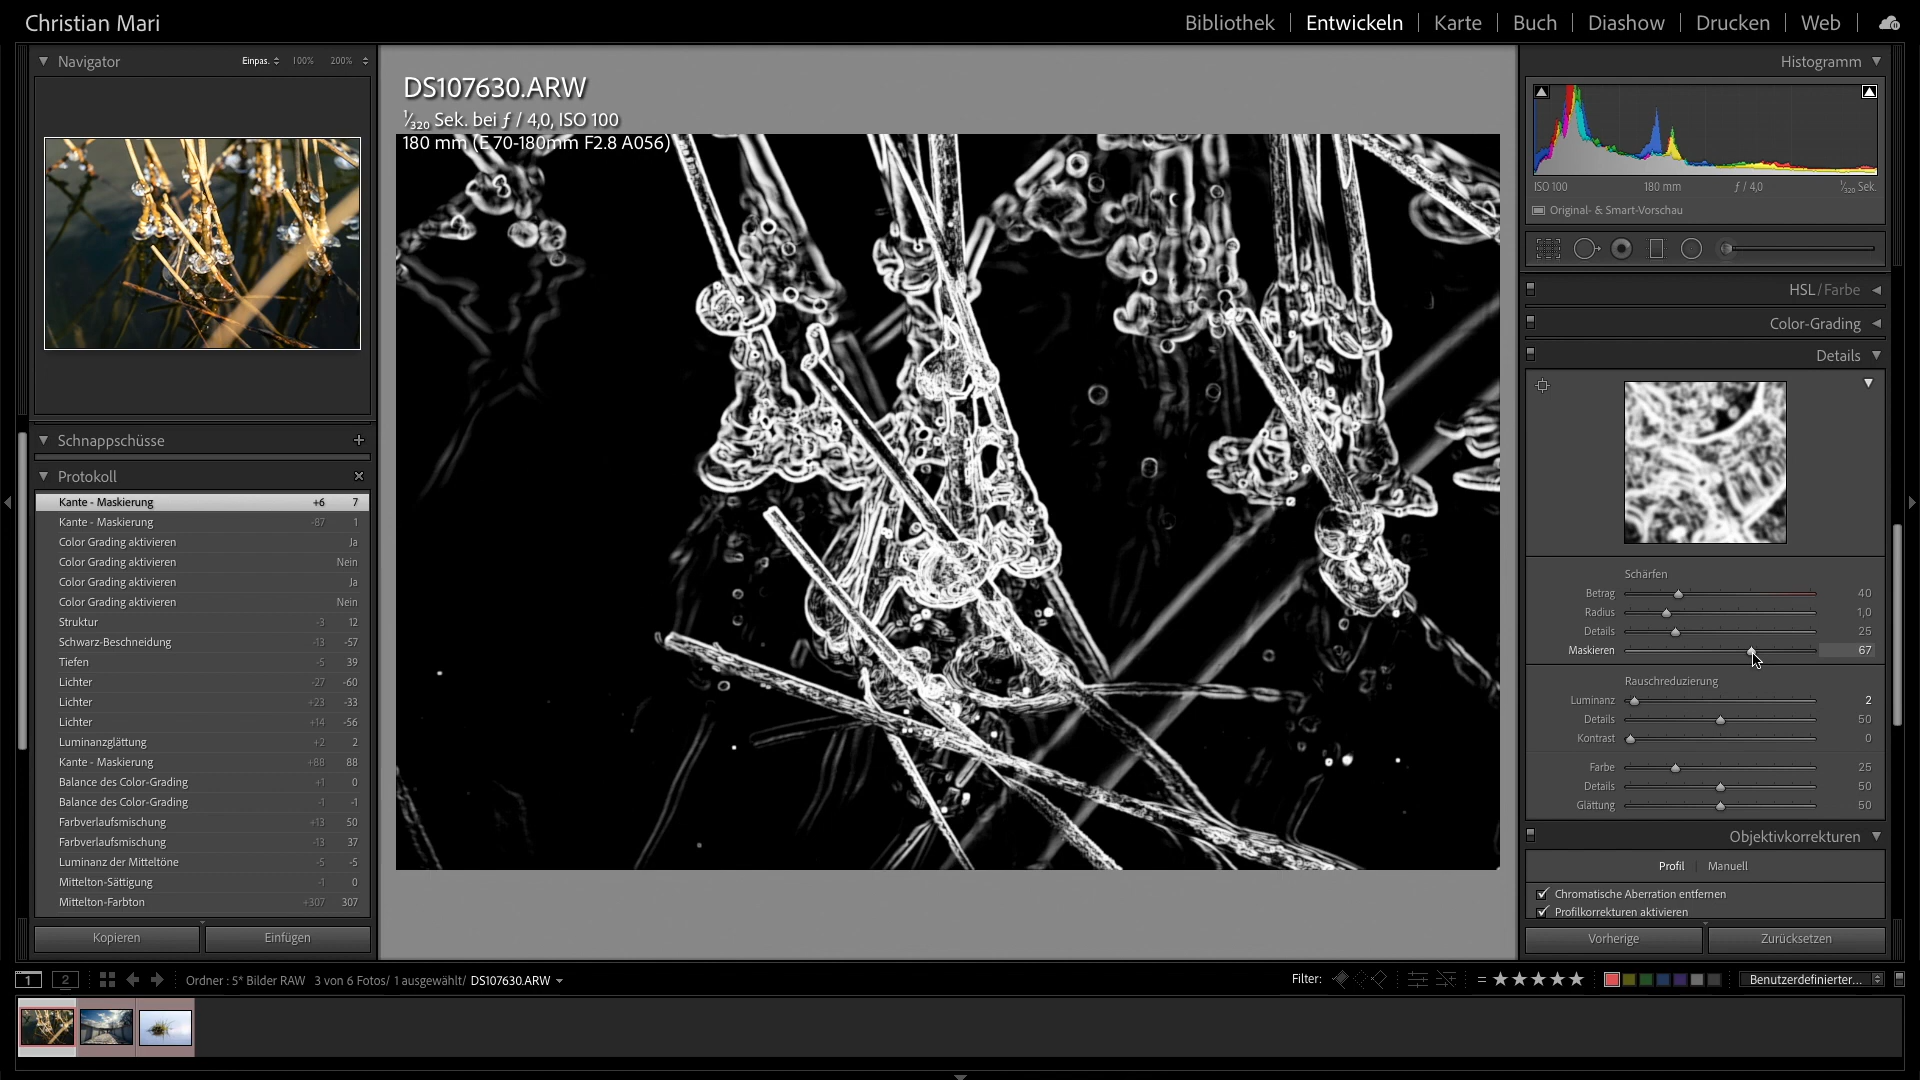 Christian Mari
Bibliothek | Entwickeln | Karte | Buch | Diashow | Drucken | Web
Navigator Einpas. 100% 200%
DS107630.ARW
1/320 Sek. bei ƒ / 4,0, ISO 100
180 mm (E 70-180mm F2.8 A056)
Schnappschüsse +
Protokoll ×
Kante - Maskierung +6 7
Kante - Maskierung -87 1
Color Grading aktivieren Ja
Color Grading aktivieren Nein
Color Grading aktivieren Ja
Color Grading aktivieren Nein
Struktur -3 12
Schwarz-Beschneidung -13 -57
Tiefen -5 39
Lichter -27 -60
Lichter +23 -33
Lichter +14 -56
Luminanzglättung +2 2
Kante - Maskierung +88 88
Balance des Color-Grading +1 0
Balance des Color-Grading -1 -1
Farbverlaufsmischung +13 50
Farbverlaufsmischung -13 37
Luminanz der Mitteltöne -5 -5
Mittelton-Sättigung -1 0
Mittelton-Farbton +307 307
Kopieren Einfügen
Histogramm
ISO 100 180 mm ƒ / 4,0 1/320 Sek.
Original- & Smart-Vorschau
HSL / Farbe
Color-Grading
Details
Schärfen
Betrag 40
Radius 1,0
Details 25
Maskieren 67
Rauschreduzierung
Luminanz 2
Details 50
Kontrast 0
Farbe 25
Details 50
Glättung 50
Objektivkorrekturen
Profil | Manuell
Chromatische Aberration entfernen
Profilkorrekturen aktivieren
Vorherige Zurücksetzen
1 2 Ordner : 5* Bilder RAW 3 von 6 Fotos/ 1 ausgewählt/ DS107630.ARW Filter: = ★★★★★ Benutzerdefinierter...